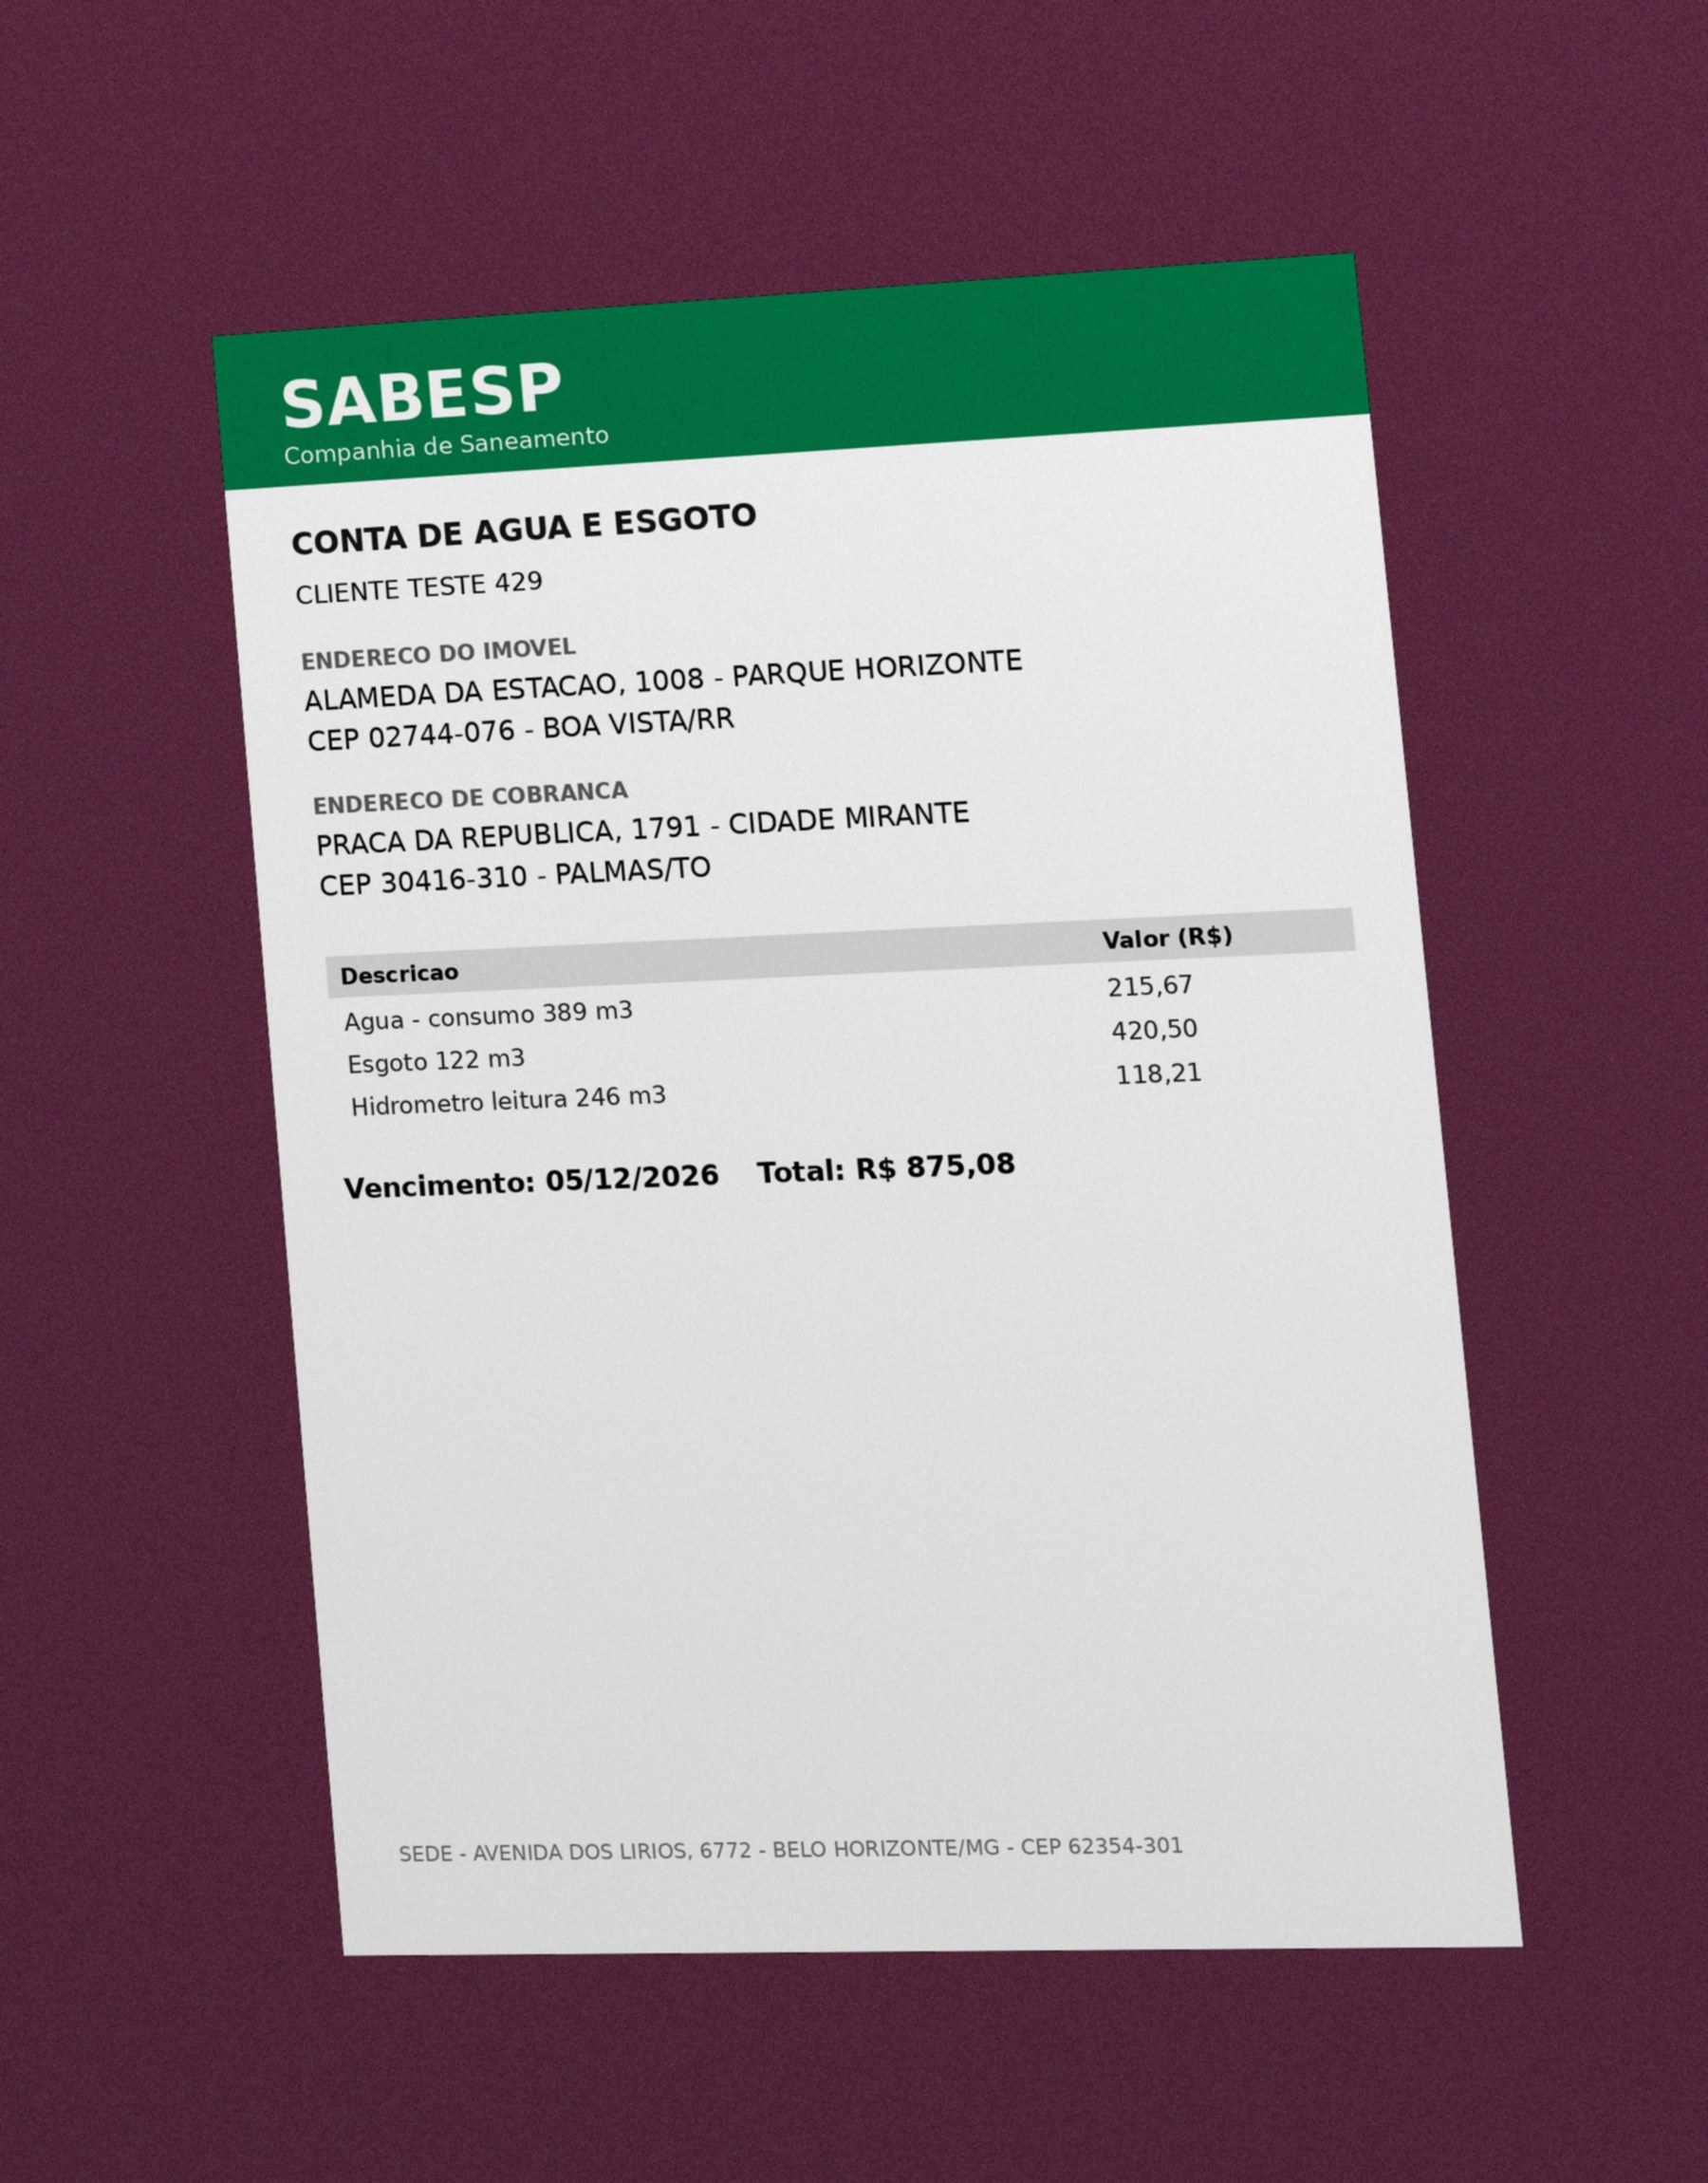 SABESP
Companhia de Saneamento
CONTA DE AGUA E ESGOTO
CLIENTE TESTE 429
ENDERECO DO IMOVEL
ALAMEDA DA ESTACAO, 1008 - PARQUE HORIZONTE
CEP 02744-076 - BOA VISTA/RR
ENDERECO DE COBRANCA
PRACA DA REPUBLICA, 1791 - CIDADE MIRANTE
CEP 30416-310 - PALMAS/TO
Descricao Valor (R$)
Agua - consumo 389 m3 215,67
Esgoto 122 m3 420,50
Hidrometro leitura 246 m3 118,21
Vencimento: 05/12/2026 Total: R$ 875,08
SEDE - AVENIDA DOS LIRIOS, 6772 - BELO HORIZONTE/MG - CEP 62354-301